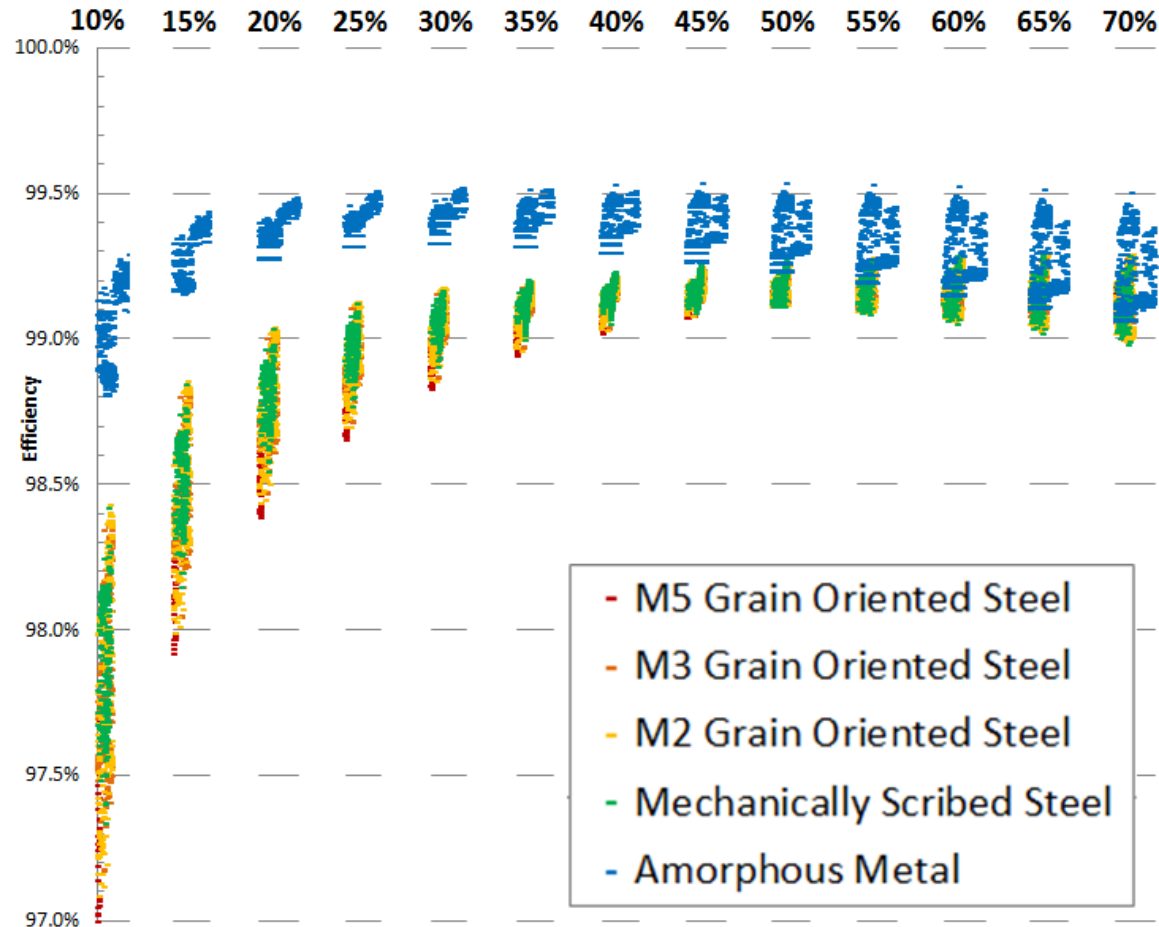 10% 15% 20% 25% 30% 35% 40% 45% 50% 55% 60% 65% 70%
100.0%
99.5%
99.0%
Efficiency
98.5%
98.0%
97.5%
97.0%
M5 Grain Oriented Steel
M3 Grain Oriented Steel
M2 Grain Oriented Steel
Mechanically Scribed Steel
Amorphous Metal